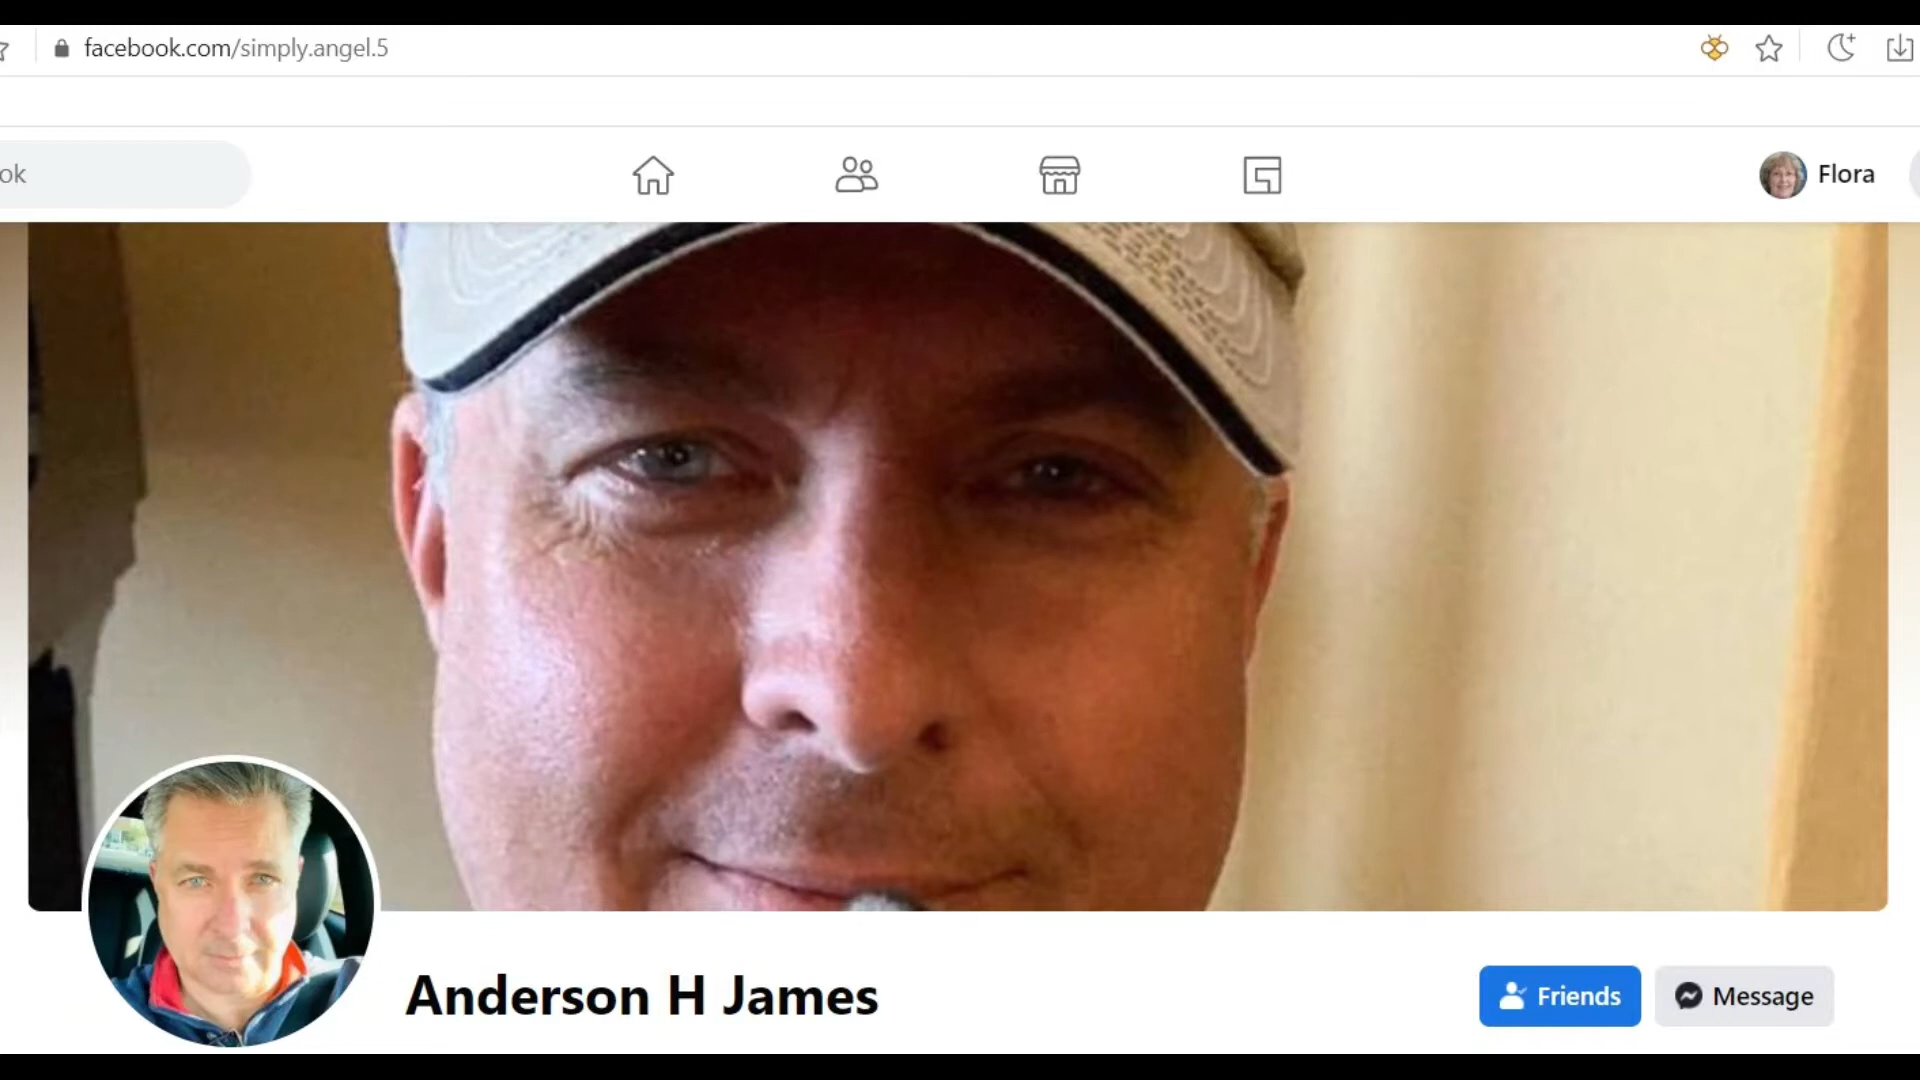 facebook.com/simply.angel.5
ok
Flora
Anderson H James
Friends
Message